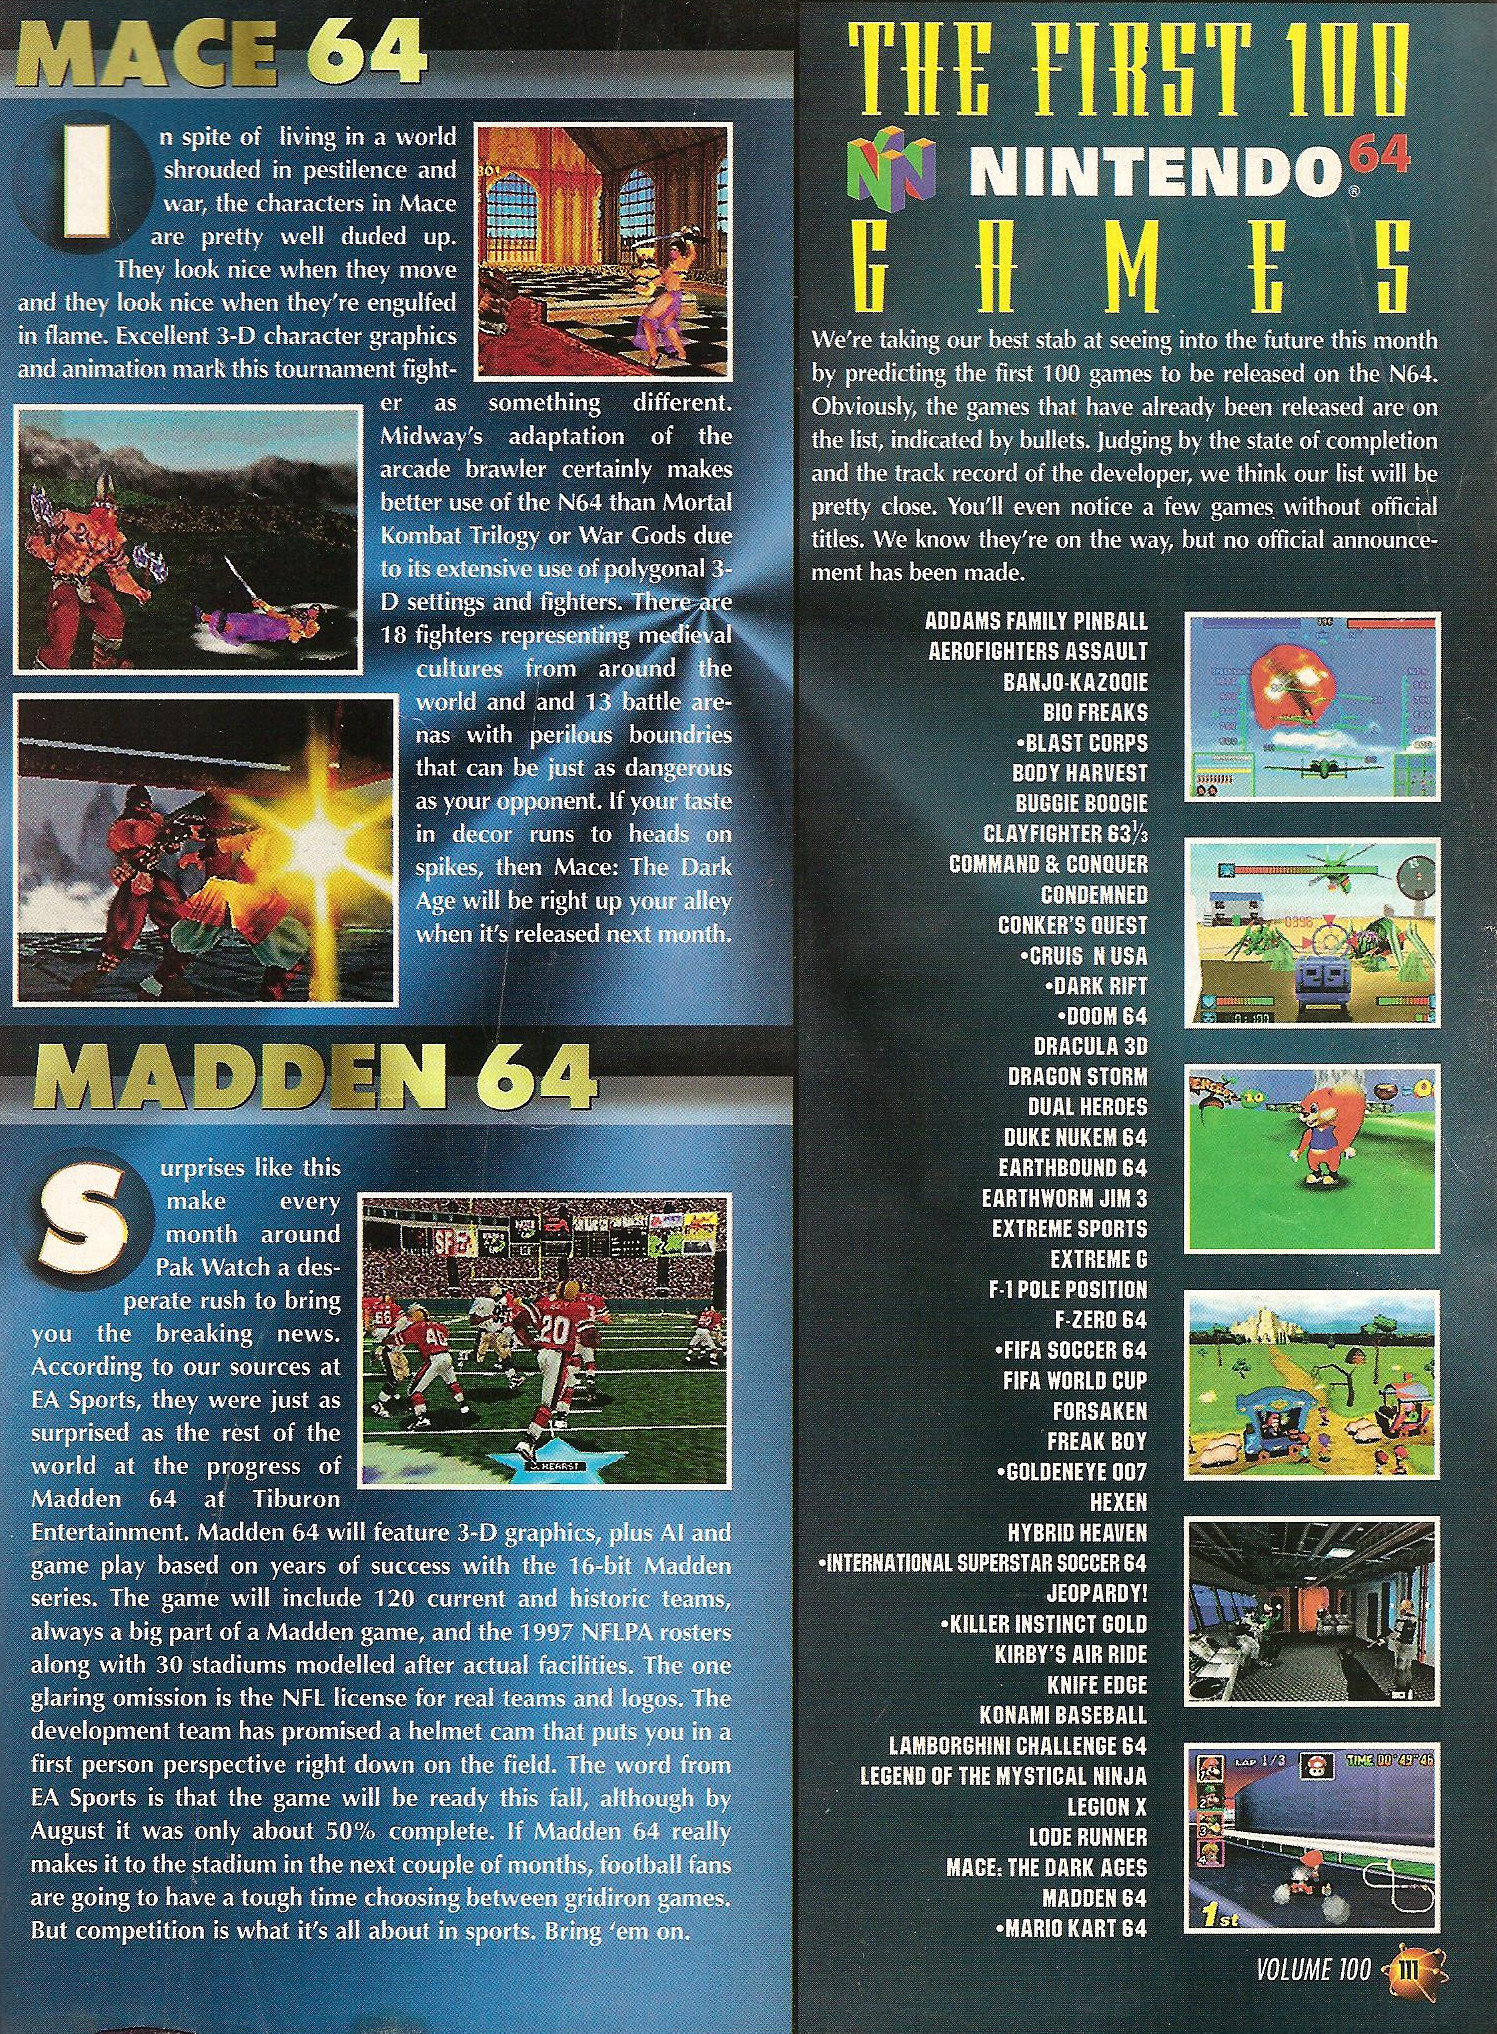 MACE 64
In spite of living in a world
shrouded in pestilence and
war, the characters in Mace
are pretty well duded up.
They look nice when they move
and they look nice when they're engulfed
in flame. Excellent 3-D character graphics
and animation mark this tournament fight-
er as something different.
Midway's adaptation of the
arcade brawler certainly makes
better use of the N64 than Mortal
Kombat Trilogy or War Gods due
to its extensive use of polygonal 3-
D settings and fighters. There are
18 fighters representing medieval
cultures from around the
world and and 13 battle are-
nas with perilous boundries
that can be just as dangerous
as your opponent. If your taste
in decor runs to heads on
spikes, then Mace: The Dark
Age will be right up your alley
when it's released next month.
MADDEN 64
Surprises like this
make every
month around
Pak Watch a des-
perate rush to bring
you the breaking news.
According to our sources at
EA Sports, they were just as
surprised as the rest of the
world at the progress of
Madden 64 at Tiburon
Entertainment. Madden 64 will feature 3-D graphics, plus AI and
game play based on years of success with the 16-bit Madden
series. The game will include 120 current and historic teams,
always a big part of a Madden game, and the 1997 NFLPA rosters
along with 30 stadiums modelled after actual facilities. The one
glaring omission is the NFL license for real teams and logos. The
development team has promised a helmet cam that puts you in a
first person perspective right down on the field. The word from
EA Sports is that the game will be ready this fall, although by
August it was only about 50% complete. If Madden 64 really
makes it to the stadium in the next couple of months, football fans
are going to have a tough time choosing between gridiron games.
But competition is what it's all about in sports. Bring 'em on.
SF
46
20
66
J. HEARST
THE FIRST 100
NINTENDO®64
GAMES
We're taking our best stab at seeing into the future this month
by predicting the first 100 games to be released on the N64.
Obviously, the games that have already been released are on
the list, indicated by bullets. Judging by the state of completion
and the track record of the developer, we think our list will be
pretty close. You'll even notice a few games without official
titles. We know they're on the way, but no official announce-
ment has been made.
ADDAMS FAMILY PINBALL
AEROFIGHTERS ASSAULT
BANJO-KAZOOIE
BIO FREAKS
•BLAST CORPS
BODY HARVEST
BUGGIE BOOGIE
CLAYFIGHTER 63⅓
COMMAND & CONQUER
CONDEMNED
CONKER'S QUEST
•CRUIS N USA
•DARK RIFT
•DOOM 64
DRACULA 3D
DRAGON STORM
DUAL HEROES
DUKE NUKEM 64
EARTHBOUND 64
EARTHWORM JIM 3
EXTREME SPORTS
EXTREME G
F-1 POLE POSITION
F-ZERO 64
•FIFA SOCCER 64
FIFA WORLD CUP
FORSAKEN
FREAK BOY
•GOLDENEYE 007
HEXEN
HYBRID HEAVEN
•INTERNATIONAL SUPERSTAR SOCCER 64
JEOPARDY!
•KILLER INSTINCT GOLD
KIRBY'S AIR RIDE
KNIFE EDGE
KONAMI BASEBALL
LAMBORGHINI CHALLENGE 64
LEGEND OF THE MYSTICAL NINJA
LEGION X
LODE RUNNER
MACE: THE DARK AGES
MADDEN 64
•MARIO KART 64
LAP 1/3
TIME 00'49"46
1st
VOLUME 100 111